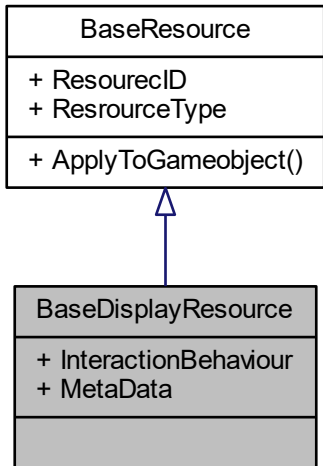 BaseResource
+ ResourecID
+ ResrourceType
+ ApplyToGameobject()
BaseDisplayResource
+ InteractionBehaviour
+ MetaData